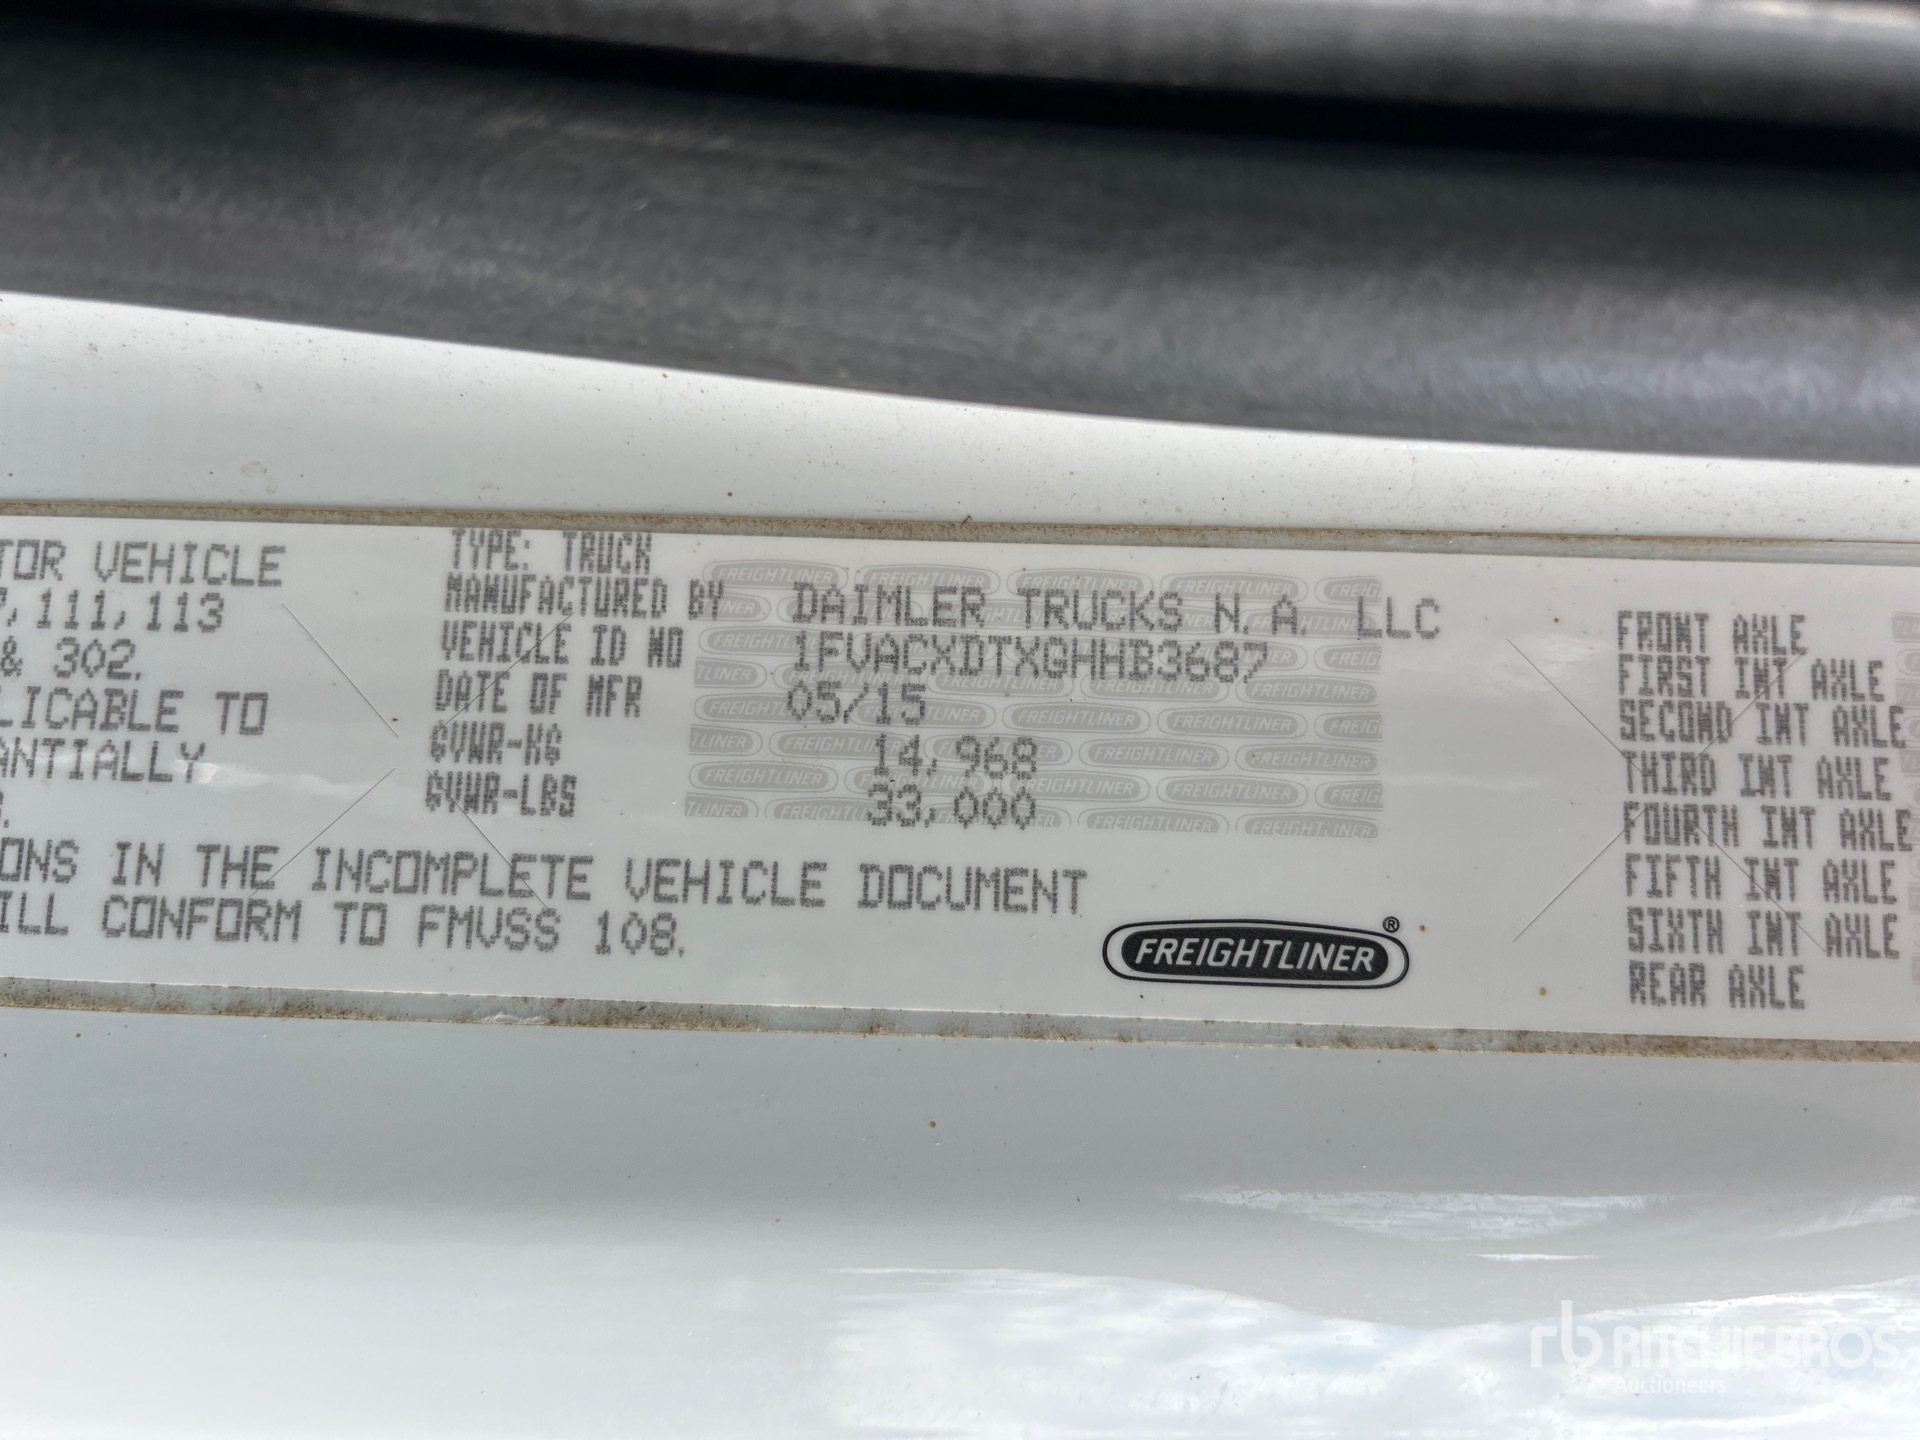 TOR VEHICLE
, 111, 113
& 302.
LICABLE TO
ANTIALLY
ONS IN THE INCOMPLETE VEHICLE DOCUMENT
ILL CONFORM TO FMVSS 108.
TYPE: TRUCK
MANUFACTURED BY DAIMLER TRUCKS N.A. LLC
VEHICLE ID NO 1FVACXDTXGHHB3687
DATE OF MFR 05/15
GVWR-KG 14,968
GVWR-LBS 33,000
FREIGHTLINER®
FRONT AXLE
FIRST INT AXLE
SECOND INT AXLE
THIRD INT AXLE
FOURTH INT AXLE
FIFTH INT AXLE
SIXTH INT AXLE
REAR AXLE
rb RITCHIE BROS
Auctioneers